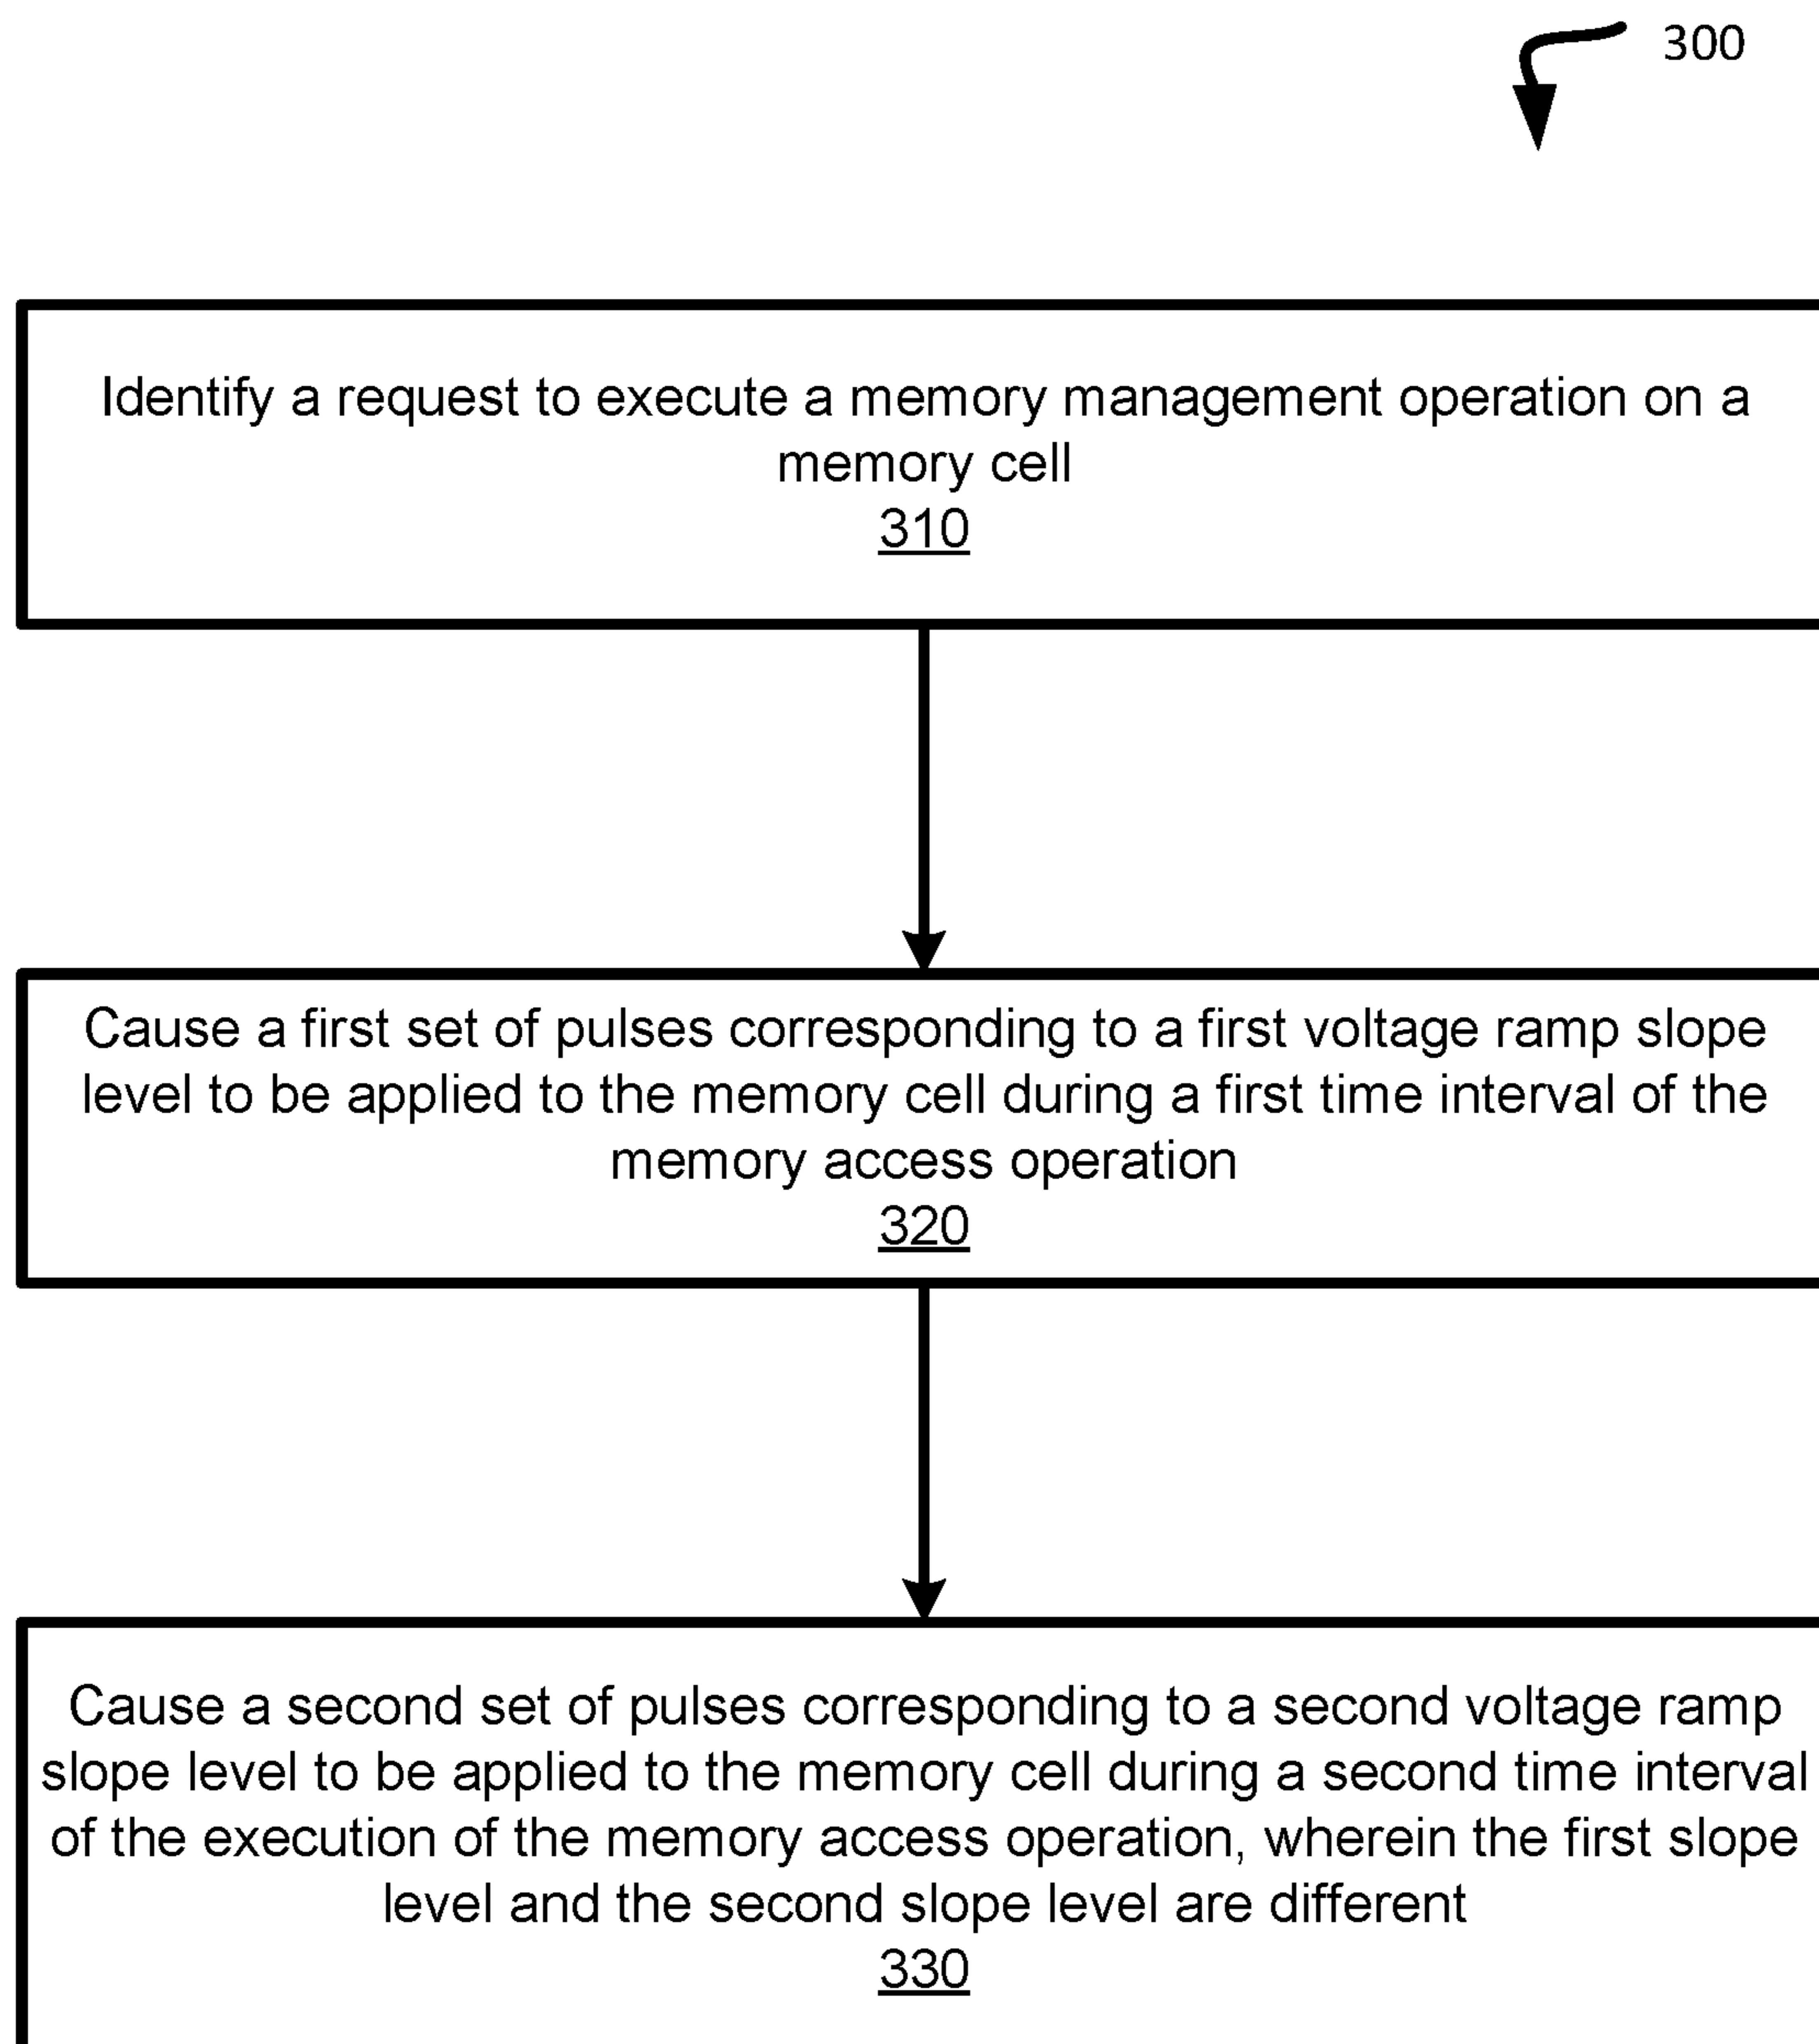 300
Identify a request to execute a memory management operation on a
memory cell
310
Cause a first set of pulses corresponding to a first voltage ramp slope
level to be applied to the memory cell during a first time interval of the
memory access operation
320
Cause a second set of pulses corresponding to a second voltage ramp
slope level to be applied to the memory cell during a second time interval
of the execution of the memory access operation, wherein the first slope
level and the second slope level are different
330